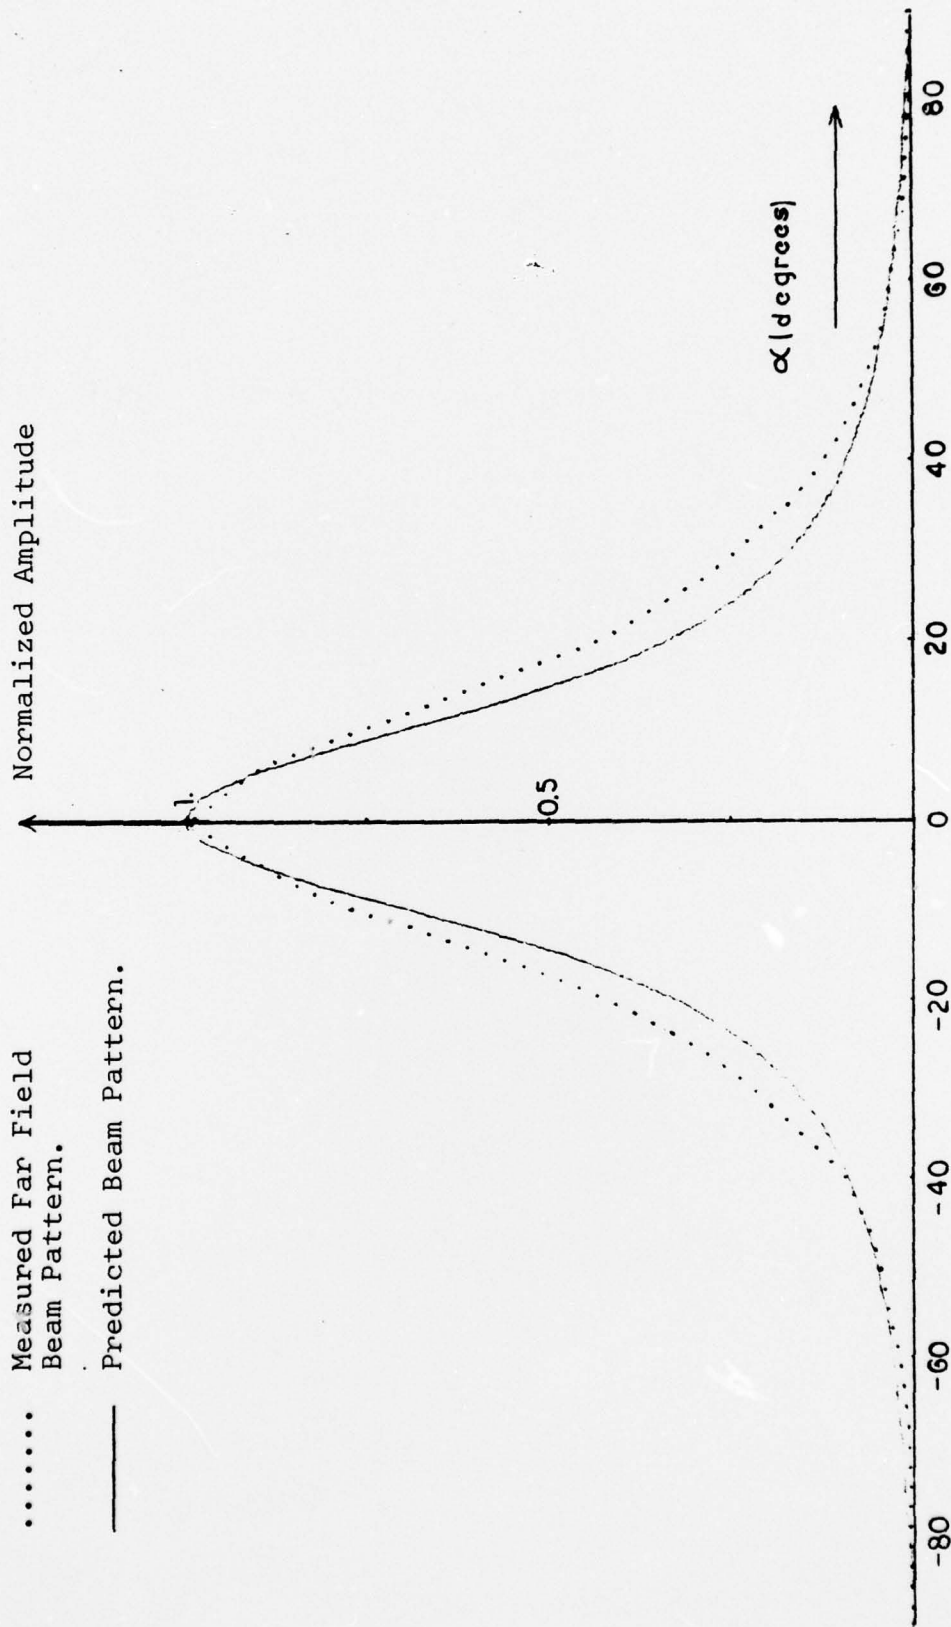 ....... Measured Far Field
Beam Pattern.
Predicted Beam Pattern.
Normalized Amplitude
1.
0.5
α(degrees)
-80 -60 -40 -20 0 20 40 60 80